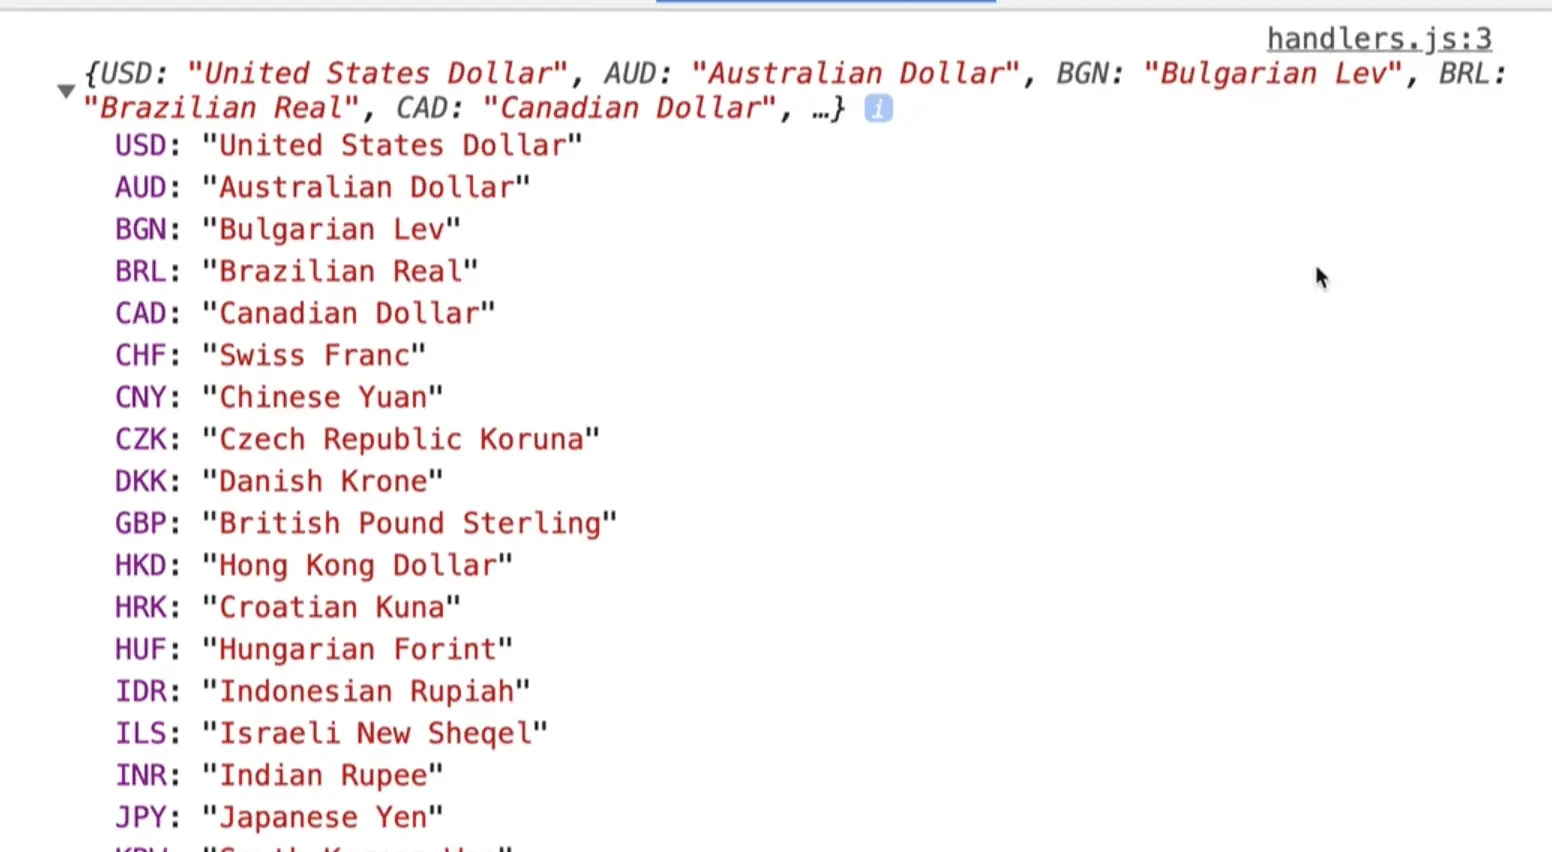 handlers.js:3
{USD: "United States Dollar", AUD: "Australian Dollar", BGN: "Bulgarian Lev", BRL:
"Brazilian Real", CAD: "Canadian Dollar", …} i
USD: "United States Dollar"
AUD: "Australian Dollar"
BGN: "Bulgarian Lev"
BRL: "Brazilian Real"
CAD: "Canadian Dollar"
CHF: "Swiss Franc"
CNY: "Chinese Yuan"
CZK: "Czech Republic Koruna"
DKK: "Danish Krone"
GBP: "British Pound Sterling"
HKD: "Hong Kong Dollar"
HRK: "Croatian Kuna"
HUF: "Hungarian Forint"
IDR: "Indonesian Rupiah"
ILS: "Israeli New Sheqel"
INR: "Indian Rupee"
JPY: "Japanese Yen"